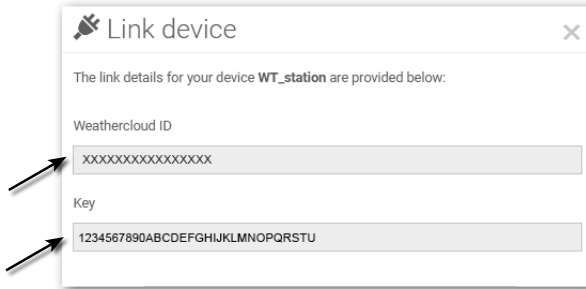 Link device
The link details for your device WT_station are provided below:
Weathercloud ID
XXXXXXXXXXXXXXXX
Key
1234567890ABCDEFGHIJKLMNOPQRSTU